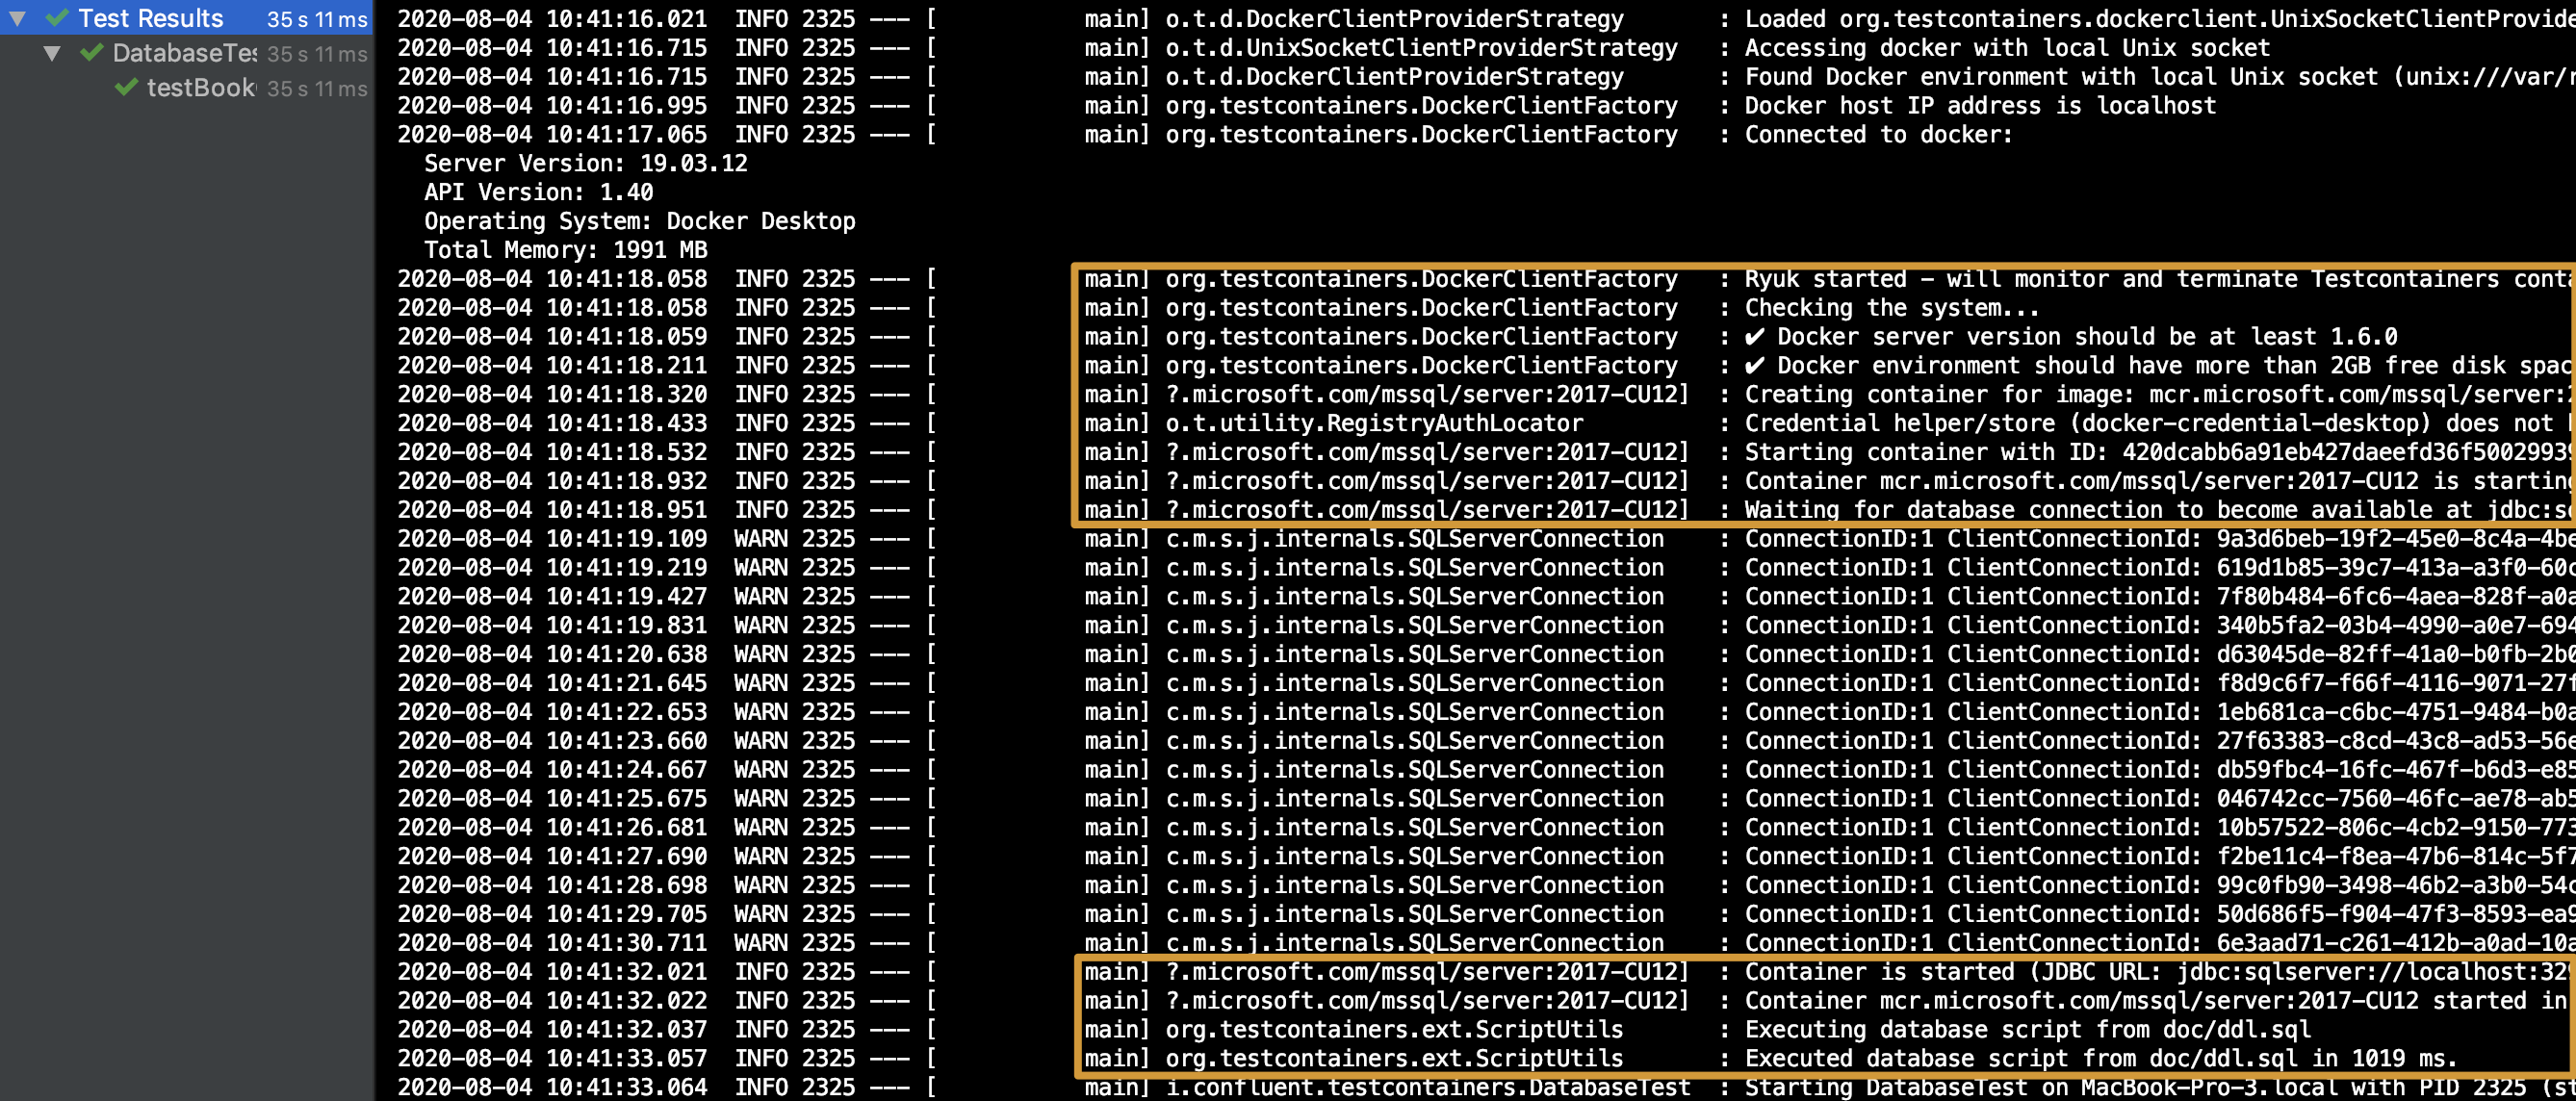 Test Results 35 s 11 ms
DatabaseTes 35 s 11 ms
testBook 35 s 11 ms
2020-08-04 10:41:16.021 INFO 2325 --- [ main] o.t.d.DockerClientProviderStrategy : Loaded org.testcontainers.dockerclient.UnixSocketClientProvide
2020-08-04 10:41:16.715 INFO 2325 --- [ main] o.t.d.UnixSocketClientProviderStrategy : Accessing docker with local Unix socket
2020-08-04 10:41:16.715 INFO 2325 --- [ main] o.t.d.DockerClientProviderStrategy : Found Docker environment with local Unix socket (unix:///var/r
2020-08-04 10:41:16.995 INFO 2325 --- [ main] org.testcontainers.DockerClientFactory : Docker host IP address is localhost
2020-08-04 10:41:17.065 INFO 2325 --- [ main] org.testcontainers.DockerClientFactory : Connected to docker:
Server Version: 19.03.12
API Version: 1.40
Operating System: Docker Desktop
Total Memory: 1991 MB
2020-08-04 10:41:18.058 INFO 2325 --- [ main] org.testcontainers.DockerClientFactory : Ryuk started - will monitor and terminate Testcontainers conta
2020-08-04 10:41:18.058 INFO 2325 --- [ main] org.testcontainers.DockerClientFactory : Checking the system...
2020-08-04 10:41:18.059 INFO 2325 --- [ main] org.testcontainers.DockerClientFactory : ✔ Docker server version should be at least 1.6.0
2020-08-04 10:41:18.211 INFO 2325 --- [ main] org.testcontainers.DockerClientFactory : ✔ Docker environment should have more than 2GB free disk spac
2020-08-04 10:41:18.320 INFO 2325 --- [ main] ?.microsoft.com/mssql/server:2017-CU12] : Creating container for image: mcr.microsoft.com/mssql/server:2
2020-08-04 10:41:18.433 INFO 2325 --- [ main] o.t.utility.RegistryAuthLocator : Credential helper/store (docker-credential-desktop) does not h
2020-08-04 10:41:18.532 INFO 2325 --- [ main] ?.microsoft.com/mssql/server:2017-CU12] : Starting container with ID: 420dcabb6a91eb427daeefd36f50029939
2020-08-04 10:41:18.932 INFO 2325 --- [ main] ?.microsoft.com/mssql/server:2017-CU12] : Container mcr.microsoft.com/mssql/server:2017-CU12 is starting
2020-08-04 10:41:18.951 INFO 2325 --- [ main] ?.microsoft.com/mssql/server:2017-CU12] : Waiting for database connection to become available at jdbc:sq
2020-08-04 10:41:19.109 WARN 2325 --- [ main] c.m.s.j.internals.SQLServerConnection : ConnectionID:1 ClientConnectionId: 9a3d6beb-19f2-45e0-8c4a-4be
2020-08-04 10:41:19.219 WARN 2325 --- [ main] c.m.s.j.internals.SQLServerConnection : ConnectionID:1 ClientConnectionId: 619d1b85-39c7-413a-a3f0-60c
2020-08-04 10:41:19.427 WARN 2325 --- [ main] c.m.s.j.internals.SQLServerConnection : ConnectionID:1 ClientConnectionId: 7f80b484-6fc6-4aea-828f-a0a
2020-08-04 10:41:19.831 WARN 2325 --- [ main] c.m.s.j.internals.SQLServerConnection : ConnectionID:1 ClientConnectionId: 340b5fa2-03b4-4990-a0e7-694
2020-08-04 10:41:20.638 WARN 2325 --- [ main] c.m.s.j.internals.SQLServerConnection : ConnectionID:1 ClientConnectionId: d63045de-82ff-41a0-b0fb-2b0
2020-08-04 10:41:21.645 WARN 2325 --- [ main] c.m.s.j.internals.SQLServerConnection : ConnectionID:1 ClientConnectionId: f8d9c6f7-f66f-4116-9071-27f
2020-08-04 10:41:22.653 WARN 2325 --- [ main] c.m.s.j.internals.SQLServerConnection : ConnectionID:1 ClientConnectionId: 1eb681ca-c6bc-4751-9484-b0a
2020-08-04 10:41:23.660 WARN 2325 --- [ main] c.m.s.j.internals.SQLServerConnection : ConnectionID:1 ClientConnectionId: 27f63383-c8cd-43c8-ad53-56e
2020-08-04 10:41:24.667 WARN 2325 --- [ main] c.m.s.j.internals.SQLServerConnection : ConnectionID:1 ClientConnectionId: db59fbc4-16fc-467f-b6d3-e85
2020-08-04 10:41:25.675 WARN 2325 --- [ main] c.m.s.j.internals.SQLServerConnection : ConnectionID:1 ClientConnectionId: 046742cc-7560-46fc-ae78-ab5
2020-08-04 10:41:26.681 WARN 2325 --- [ main] c.m.s.j.internals.SQLServerConnection : ConnectionID:1 ClientConnectionId: 10b57522-806c-4cb2-9150-773
2020-08-04 10:41:27.690 WARN 2325 --- [ main] c.m.s.j.internals.SQLServerConnection : ConnectionID:1 ClientConnectionId: f2be11c4-f8ea-47b6-814c-5f7
2020-08-04 10:41:28.698 WARN 2325 --- [ main] c.m.s.j.internals.SQLServerConnection : ConnectionID:1 ClientConnectionId: 99c0fb90-3498-46b2-a3b0-54c
2020-08-04 10:41:29.705 WARN 2325 --- [ main] c.m.s.j.internals.SQLServerConnection : ConnectionID:1 ClientConnectionId: 50d686f5-f904-47f3-8593-ea9
2020-08-04 10:41:30.711 WARN 2325 --- [ main] c.m.s.j.internals.SQLServerConnection : ConnectionID:1 ClientConnectionId: 6e3aad71-c261-412b-a0ad-10a
2020-08-04 10:41:32.021 INFO 2325 --- [ main] ?.microsoft.com/mssql/server:2017-CU12] : Container is started (JDBC URL: jdbc:sqlserver://localhost:329
2020-08-04 10:41:32.022 INFO 2325 --- [ main] ?.microsoft.com/mssql/server:2017-CU12] : Container mcr.microsoft.com/mssql/server:2017-CU12 started in
2020-08-04 10:41:32.037 INFO 2325 --- [ main] org.testcontainers.ext.ScriptUtils : Executing database script from doc/ddl.sql
2020-08-04 10:41:33.057 INFO 2325 --- [ main] org.testcontainers.ext.ScriptUtils : Executed database script from doc/ddl.sql in 1019 ms.
2020-08-04 10:41:33.064 INFO 2325 --- [ main] i.confluent.testcontainers.DatabaseTest : Starting DatabaseTest on MacBook-Pro-3.local with PID 2325 (st